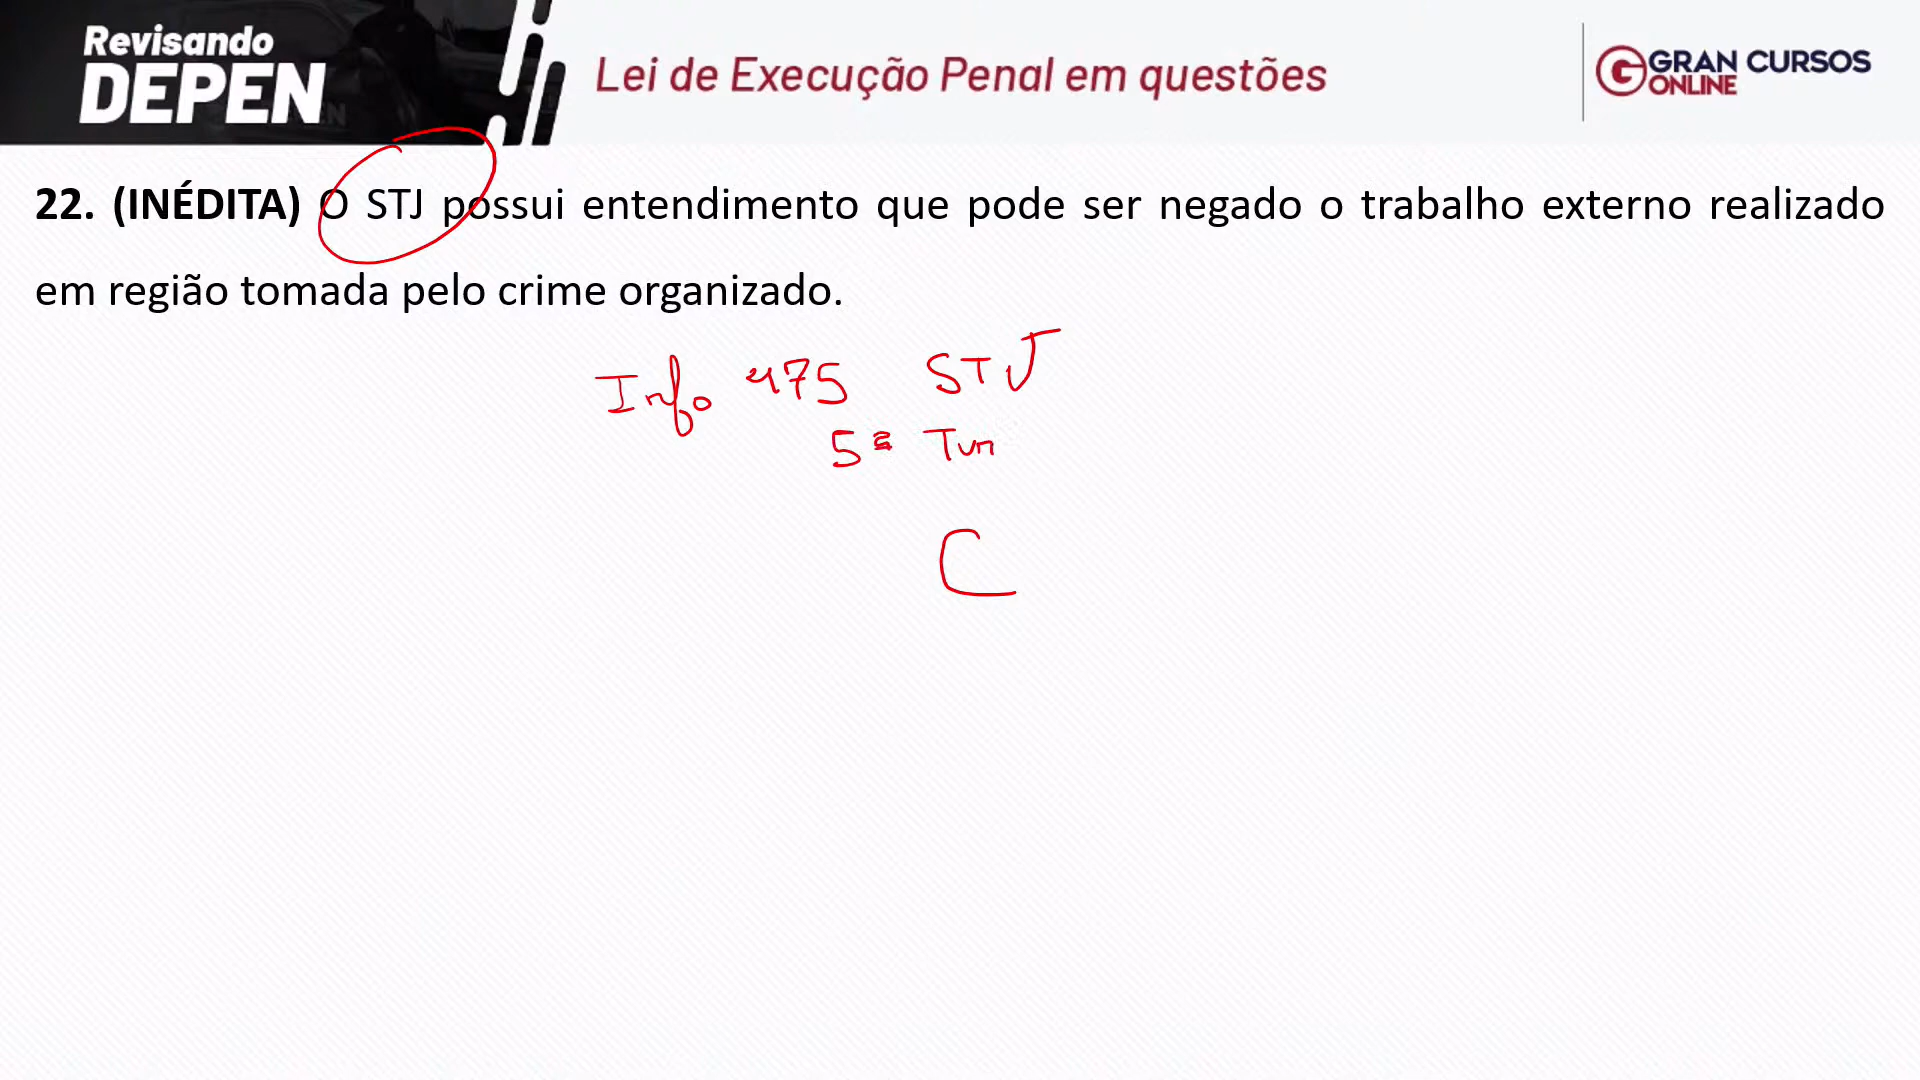 Revisando
DEPEN
Lei de Execução Penal em questões
GRAN CURSOS
ONLINE
22. (INÉDITA) O STJ possui entendimento que pode ser negado o trabalho externo realizado
em região tomada pelo crime organizado.
Info 475 STJ
5ª Tur
C